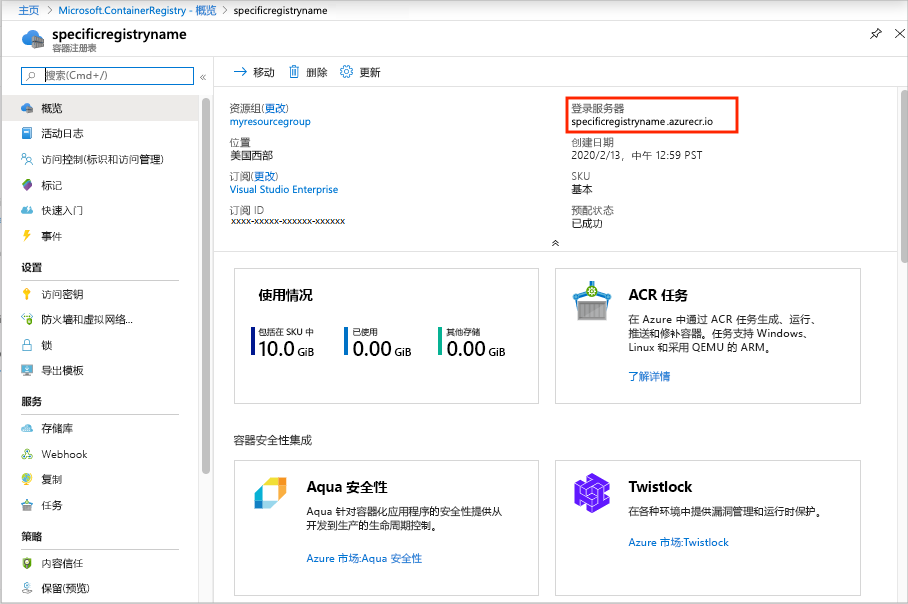 主页 > Microsoft.ContainerRegistry - 概览 > specificregistryname
specificregistryname
容器注册表
搜索(Cmd+/)
«
概览
活动日志
访问控制(标识和访问管理)
标记
快速入门
事件
设置
访问密钥
防火墙和虚拟网络...
锁
导出模板
服务
存储库
Webhook
复制
任务
策略
内容信任
保留(预览)
移动 删除 更新
资源组(更改)
myresourcegroup
位置
美国西部
订阅(更改)
Visual Studio Enterprise
订阅 ID
xxxx-xxxxx-xxxxxx-xxxxxx
登录服务器
specificregistryname.azurecr.io
创建日期
2020/2/13，中午 12:59 PST
SKU
基本
预配状态
已成功
使用情况
包括在 SKU 中
10.0 GiB
已使用
0.00 GiB
其他存储
0.00 GiB
ACR 任务
在 Azure 中通过 ACR 任务生成、运行、
推送和修补容器。任务支持 Windows、
Linux 和采用 QEMU 的 ARM。
了解详情
容器安全性集成
Aqua 安全性
Aqua 针对容器化应用程序的安全性提供从
开发到生产的生命周期控制。
Azure 市场:Aqua 安全性
Twistlock
在各种环境中提供漏洞管理和运行时保护。
Azure 市场:Twistlock